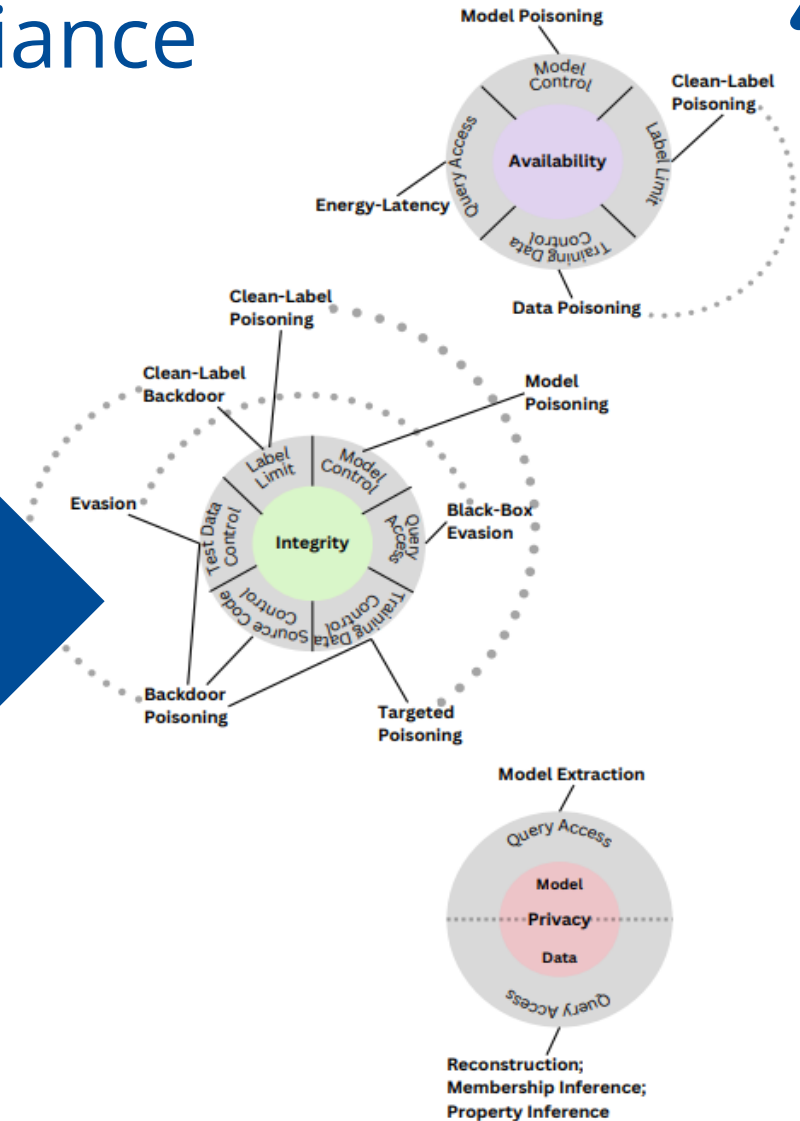 iance
Model Poisoning
Model
Control
Clean-Label
Poisoning
Label Limit
Query Access
Availability
Energy-Latency
Training Data
Control
Data Poisoning
Clean-Label
Poisoning
Clean-Label
Backdoor
Model
Poisoning
Label
Limit
Model
Control
Evasion
Test Data
Control
Integrity
Query
Access
Black-Box
Evasion
Source Code
Control
Training Data
Control
Backdoor
Poisoning
Targeted
Poisoning
Model Extraction
Query Access
Model
Privacy
Data
Query Access
Reconstruction;
Membership Inference;
Property Inference